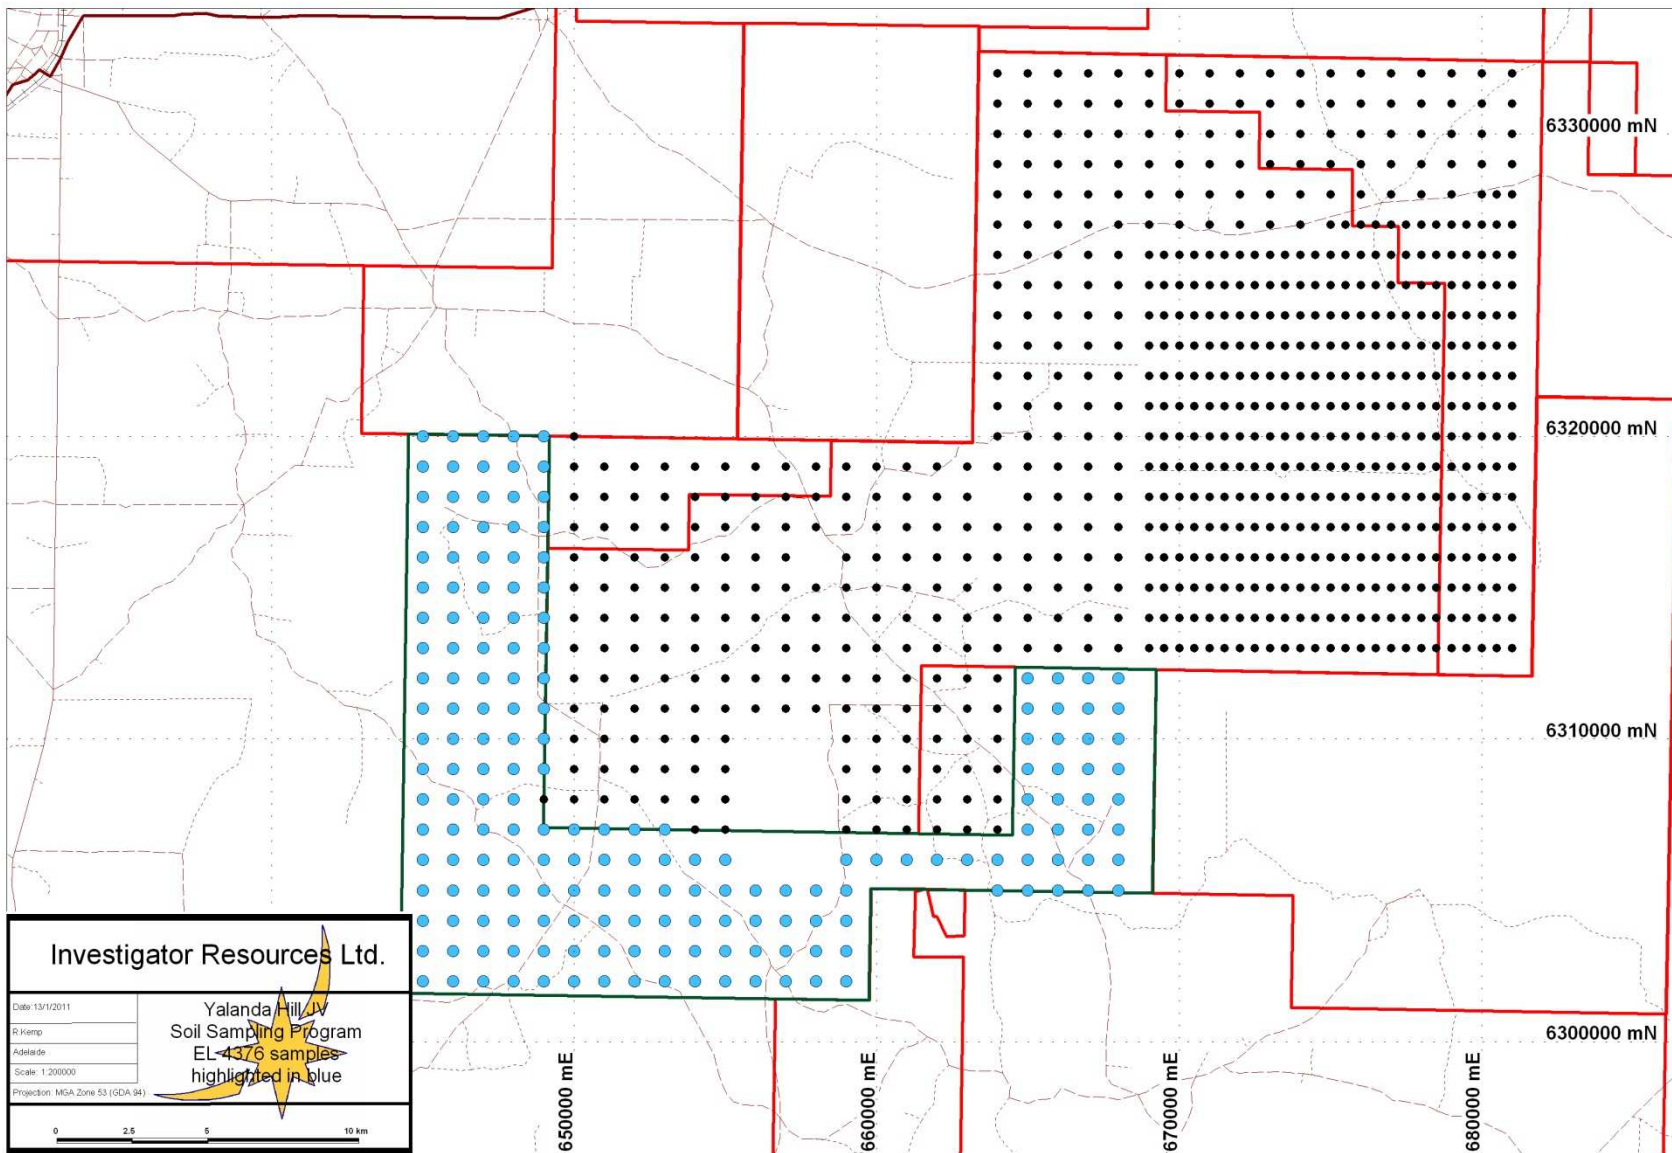 6330000 mN
6320000 mN
6310000 mN
6300000 mN
650000 mE
660000 mE
670000 mE
680000 mE
Investigator Resources Ltd.
Date:13/1/2011
R.Kemp
Adelaide
Scale: 1:200000
Projection: MGA Zone 53 (GDA 94)
Yalanda Hill JV
Soil Sampling Program
EL 4376 samples
highlighted in blue
0 2.5 5 10 km